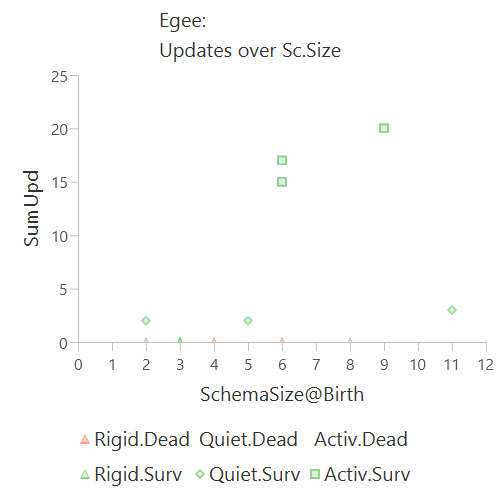 Egee:
Updates over Sc.Size
25
20
15
10
5
0
SumUpd
0 1 2 3 4 5 6 7 8 9 10 11 12
SchemaSize@Birth
Rigid.Dead Quiet.Dead Activ.Dead
Rigid.Surv Quiet.Surv Activ.Surv